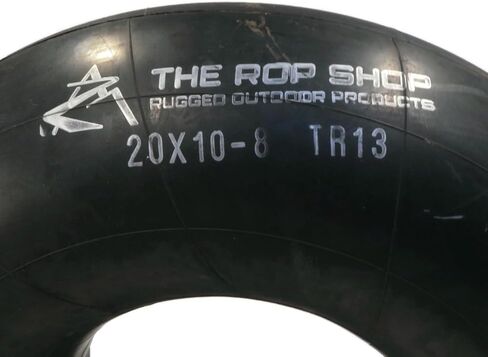 THE ROP SHOP
RUGGED OUTDOOR PRODUCTS
20X10-8 TR13